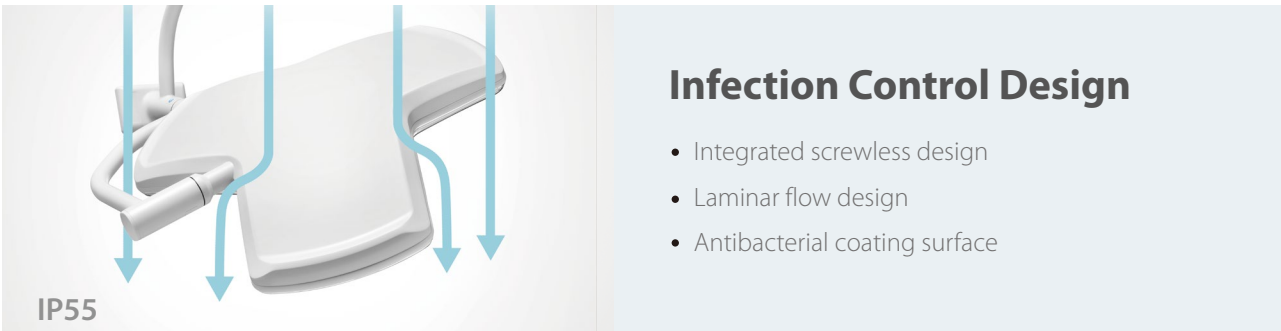 Infection Control Design
• Integrated screwless design
• Laminar flow design
• Antibacterial coating surface
IP55